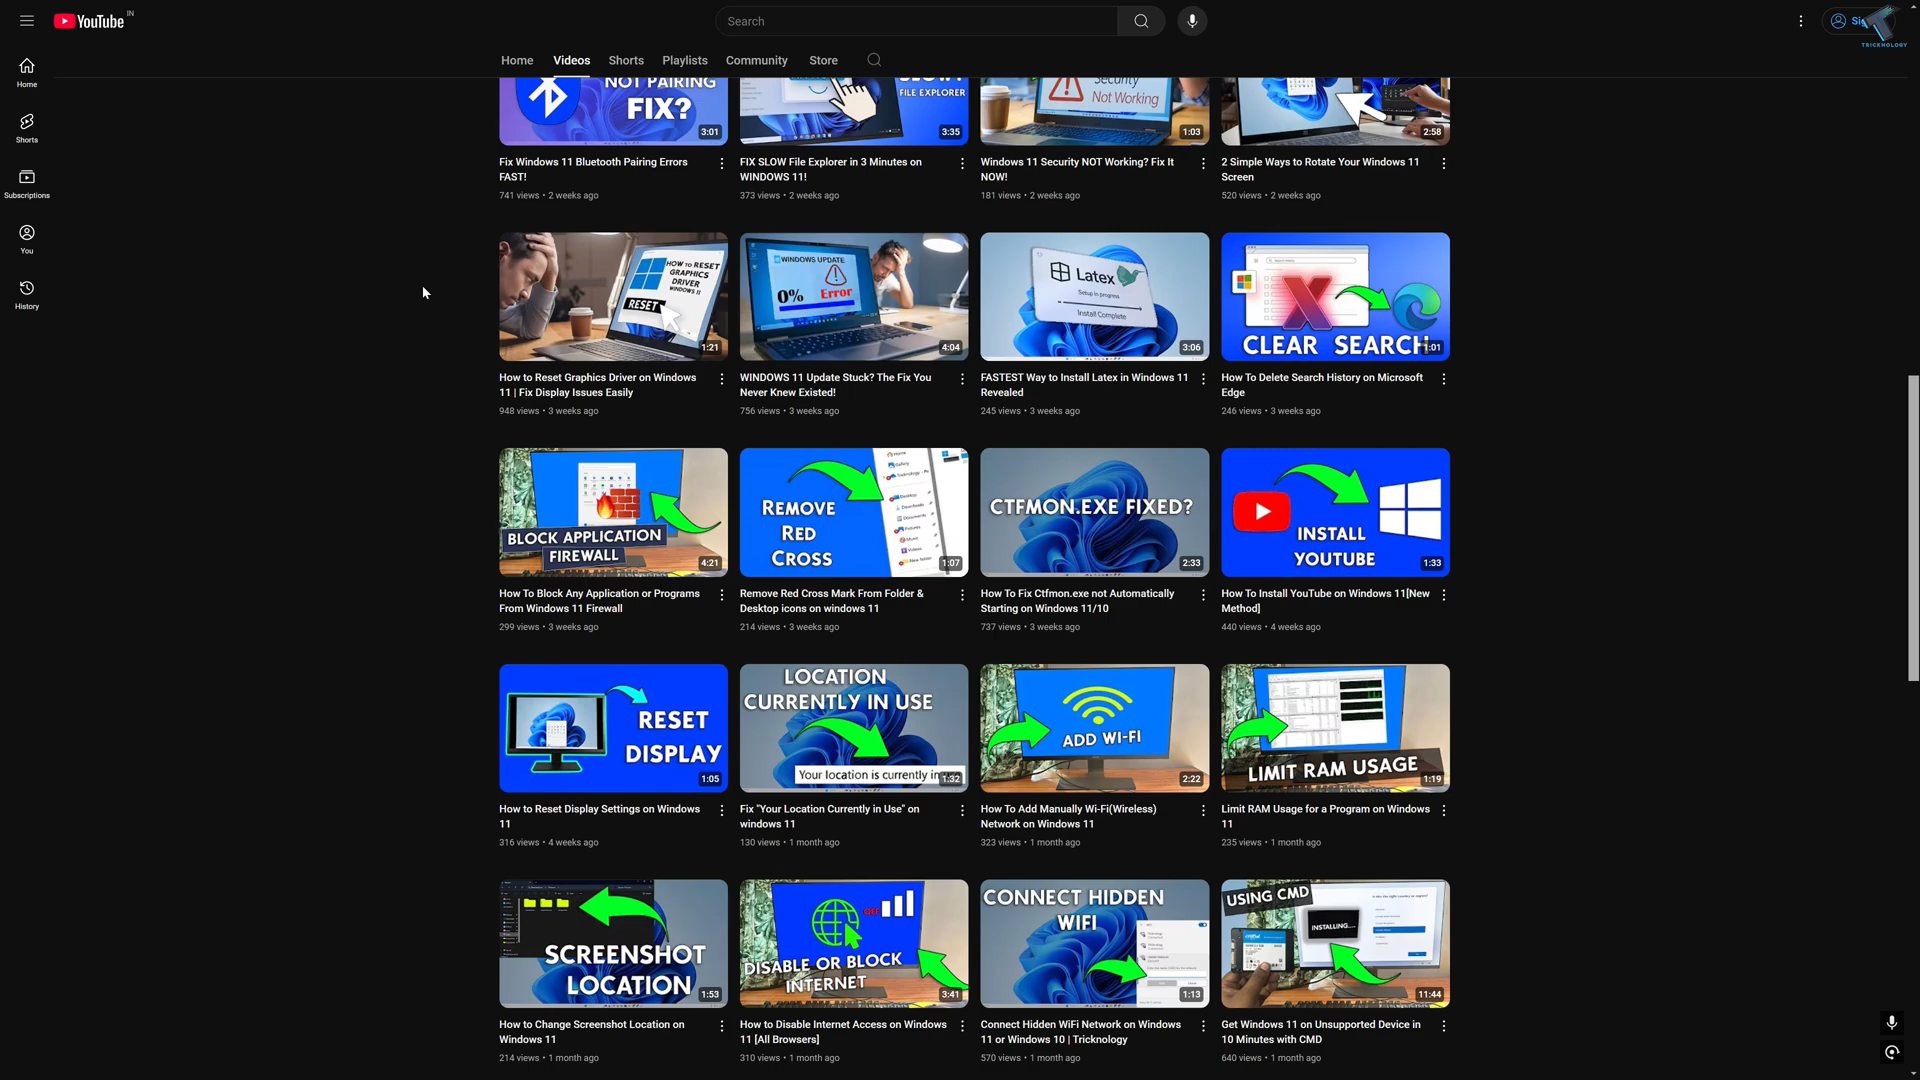 YouTube IN
Search
Sig
TRICKNOLOGY
Home
Videos
Shorts
Playlists
Community
Store
Home
Shorts
Subscriptions
You
History
NOT PAIRING
FIX?
3:01
FILE EXPLORER
3:35
Security
Not Working
1:03
2:58
Fix Windows 11 Bluetooth Pairing Errors
FAST!
741 views • 2 weeks ago
FIX SLOW File Explorer in 3 Minutes on
WINDOWS 11!
373 views • 2 weeks ago
Windows 11 Security NOT Working? Fix It
NOW!
181 views • 2 weeks ago
2 Simple Ways to Rotate Your Windows 11
Screen
520 views • 2 weeks ago
HOW TO RESET
GRAPHICS
DRIVER
WINDOWS 11
RESET
1:21
WINDOWS UPDATE
0%
Error
4:04
Latex
Setup in progress
Install Complete
3:06
CLEAR SEARCH
1:01
How to Reset Graphics Driver on Windows
11 | Fix Display Issues Easily
948 views • 3 weeks ago
WINDOWS 11 Update Stuck? The Fix You
Never Knew Existed!
756 views • 3 weeks ago
FASTEST Way to Install Latex in Windows 11
Revealed
245 views • 3 weeks ago
How To Delete Search History on Microsoft
Edge
246 views • 3 weeks ago
BLOCK APPLICATION
FIREWALL
4:21
REMOVE
RED
CROSS
Home
Gallery
Desktop
Downloads
Documents
Pictures
Music
Videos
New folder
1:07
CTFMON.EXE FIXED?
2:33
INSTALL
YOUTUBE
1:33
How To Block Any Application or Programs
From Windows 11 Firewall
299 views • 3 weeks ago
Remove Red Cross Mark From Folder &
Desktop icons on windows 11
214 views • 3 weeks ago
How To Fix Ctfmon.exe not Automatically
Starting on Windows 11/10
737 views • 3 weeks ago
How To Install YouTube on Windows 11[New
Method]
440 views • 4 weeks ago
RESET
DISPLAY
1:05
LOCATION
CURRENTLY IN USE
Your location is currently in
1:32
ADD WI-FI
2:22
LIMIT RAM USAGE
1:19
How to Reset Display Settings on Windows
11
316 views • 4 weeks ago
Fix "Your Location Currently in Use" on
windows 11
130 views • 1 month ago
How To Add Manually Wi-Fi(Wireless)
Network on Windows 11
323 views • 1 month ago
Limit RAM Usage for a Program on Windows
11
235 views • 1 month ago
SCREENSHOT
LOCATION
1:53
OFF
DISABLE OR BLOCK
INTERNET
3:41
CONNECT HIDDEN
WIFI
1:13
USING CMD
INSTALLING....
crucial
11:44
How to Change Screenshot Location on
Windows 11
214 views • 1 month ago
How to Disable Internet Access on Windows
11 [All Browsers]
310 views • 1 month ago
Connect Hidden WiFi Network on Windows
11 or Windows 10 | Tricknology
570 views • 1 month ago
Get Windows 11 on Unsupported Device in
10 Minutes with CMD
640 views • 1 month ago